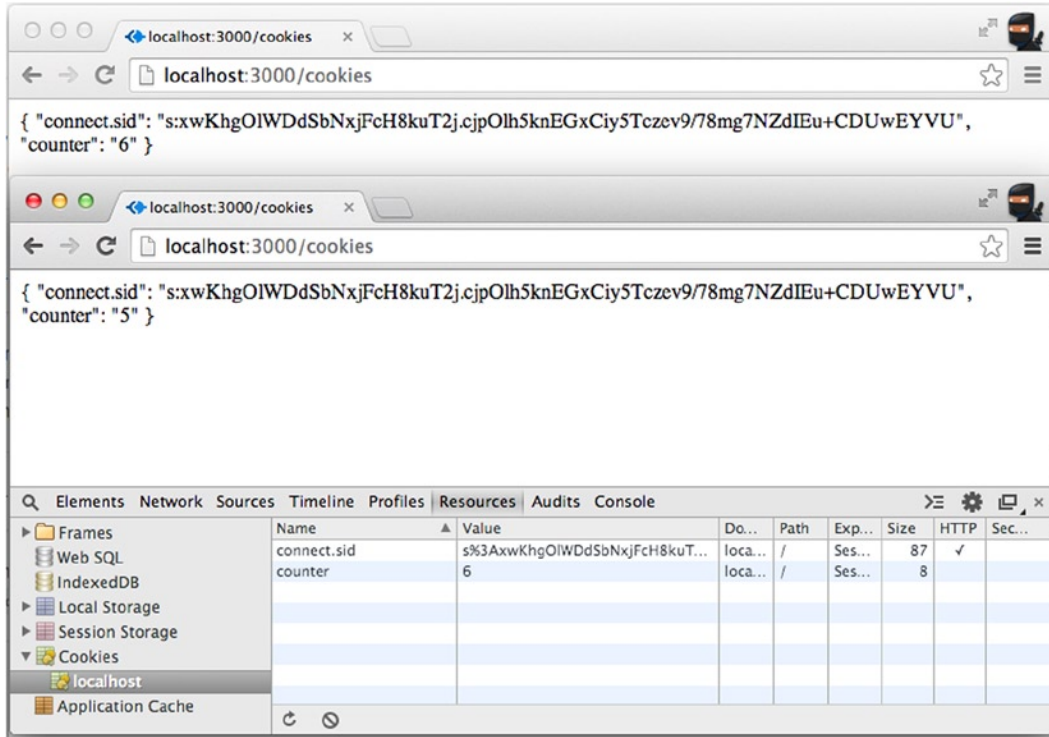 localhost:3000/cookies
localhost:3000/cookies
{ "connect.sid": "s:xwKhgOlWDdSbNxjFcH8kuT2j.cjpOlh5knEGxCiy5Tczev9/78mg7NZdIEu+CDUwEYVU",
"counter": "6" }
localhost:3000/cookies
localhost:3000/cookies
{ "connect.sid": "s:xwKhgOlWDdSbNxjFcH8kuT2j.cjpOlh5knEGxCiy5Tczev9/78mg7NZdIEu+CDUwEYVU",
"counter": "5" }
Elements Network Sources Timeline Profiles Resources Audits Console
Frames
Web SQL
IndexedDB
Local Storage
Session Storage
Cookies
localhost
Application Cache
Name Value Do... Path Exp... Size HTTP Sec...
connect.sid s%3AxwKhgOlWDdSbNxjFcH8kuT... loca... / Ses... 87 ✓
counter 6 loca... / Ses... 8